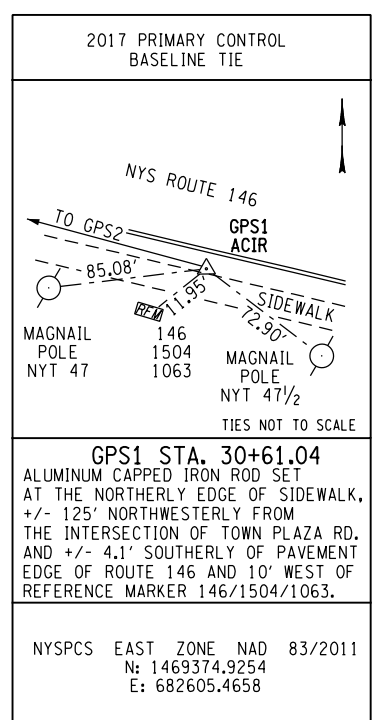 2017 PRIMARY CONTROL
BASELINE TIE
NYS ROUTE 146
TO GPS2
GPS1
ACIR
85.08'
RFM
11.95'
SIDEWALK
72.90'
MAGNAIL
POLE
NYT 47
146
1504
1063
MAGNAIL
POLE
NYT 47½
TIES NOT TO SCALE
GPS1 STA. 30+61.04
ALUMINUM CAPPED IRON ROD SET
AT THE NORTHERLY EDGE OF SIDEWALK,
+/- 125' NORTHWESTERLY FROM
THE INTERSECTION OF TOWN PLAZA RD.
AND +/- 4.1' SOUTHERLY OF PAVEMENT
EDGE OF ROUTE 146 AND 10' WEST OF
REFERENCE MARKER 146/1504/1063.
NYSPCS EAST ZONE NAD 83/2011
N: 1469374.9254
E: 682605.4658